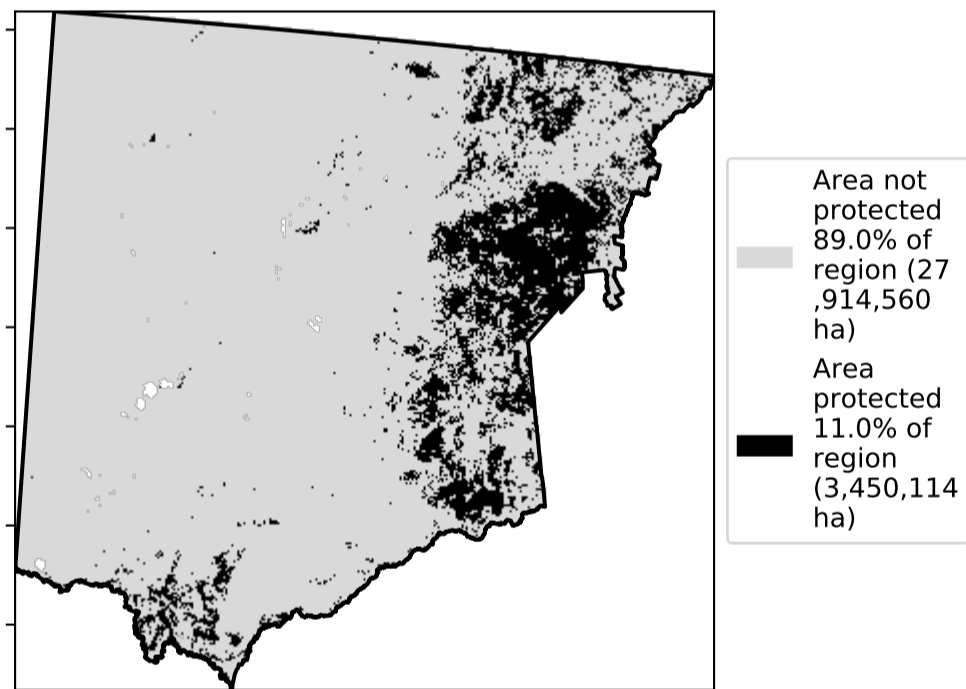 Area not
protected
89.0% of
region (27
,914,560
ha)
Area
protected
11.0% of
region
(3,450,114
ha)